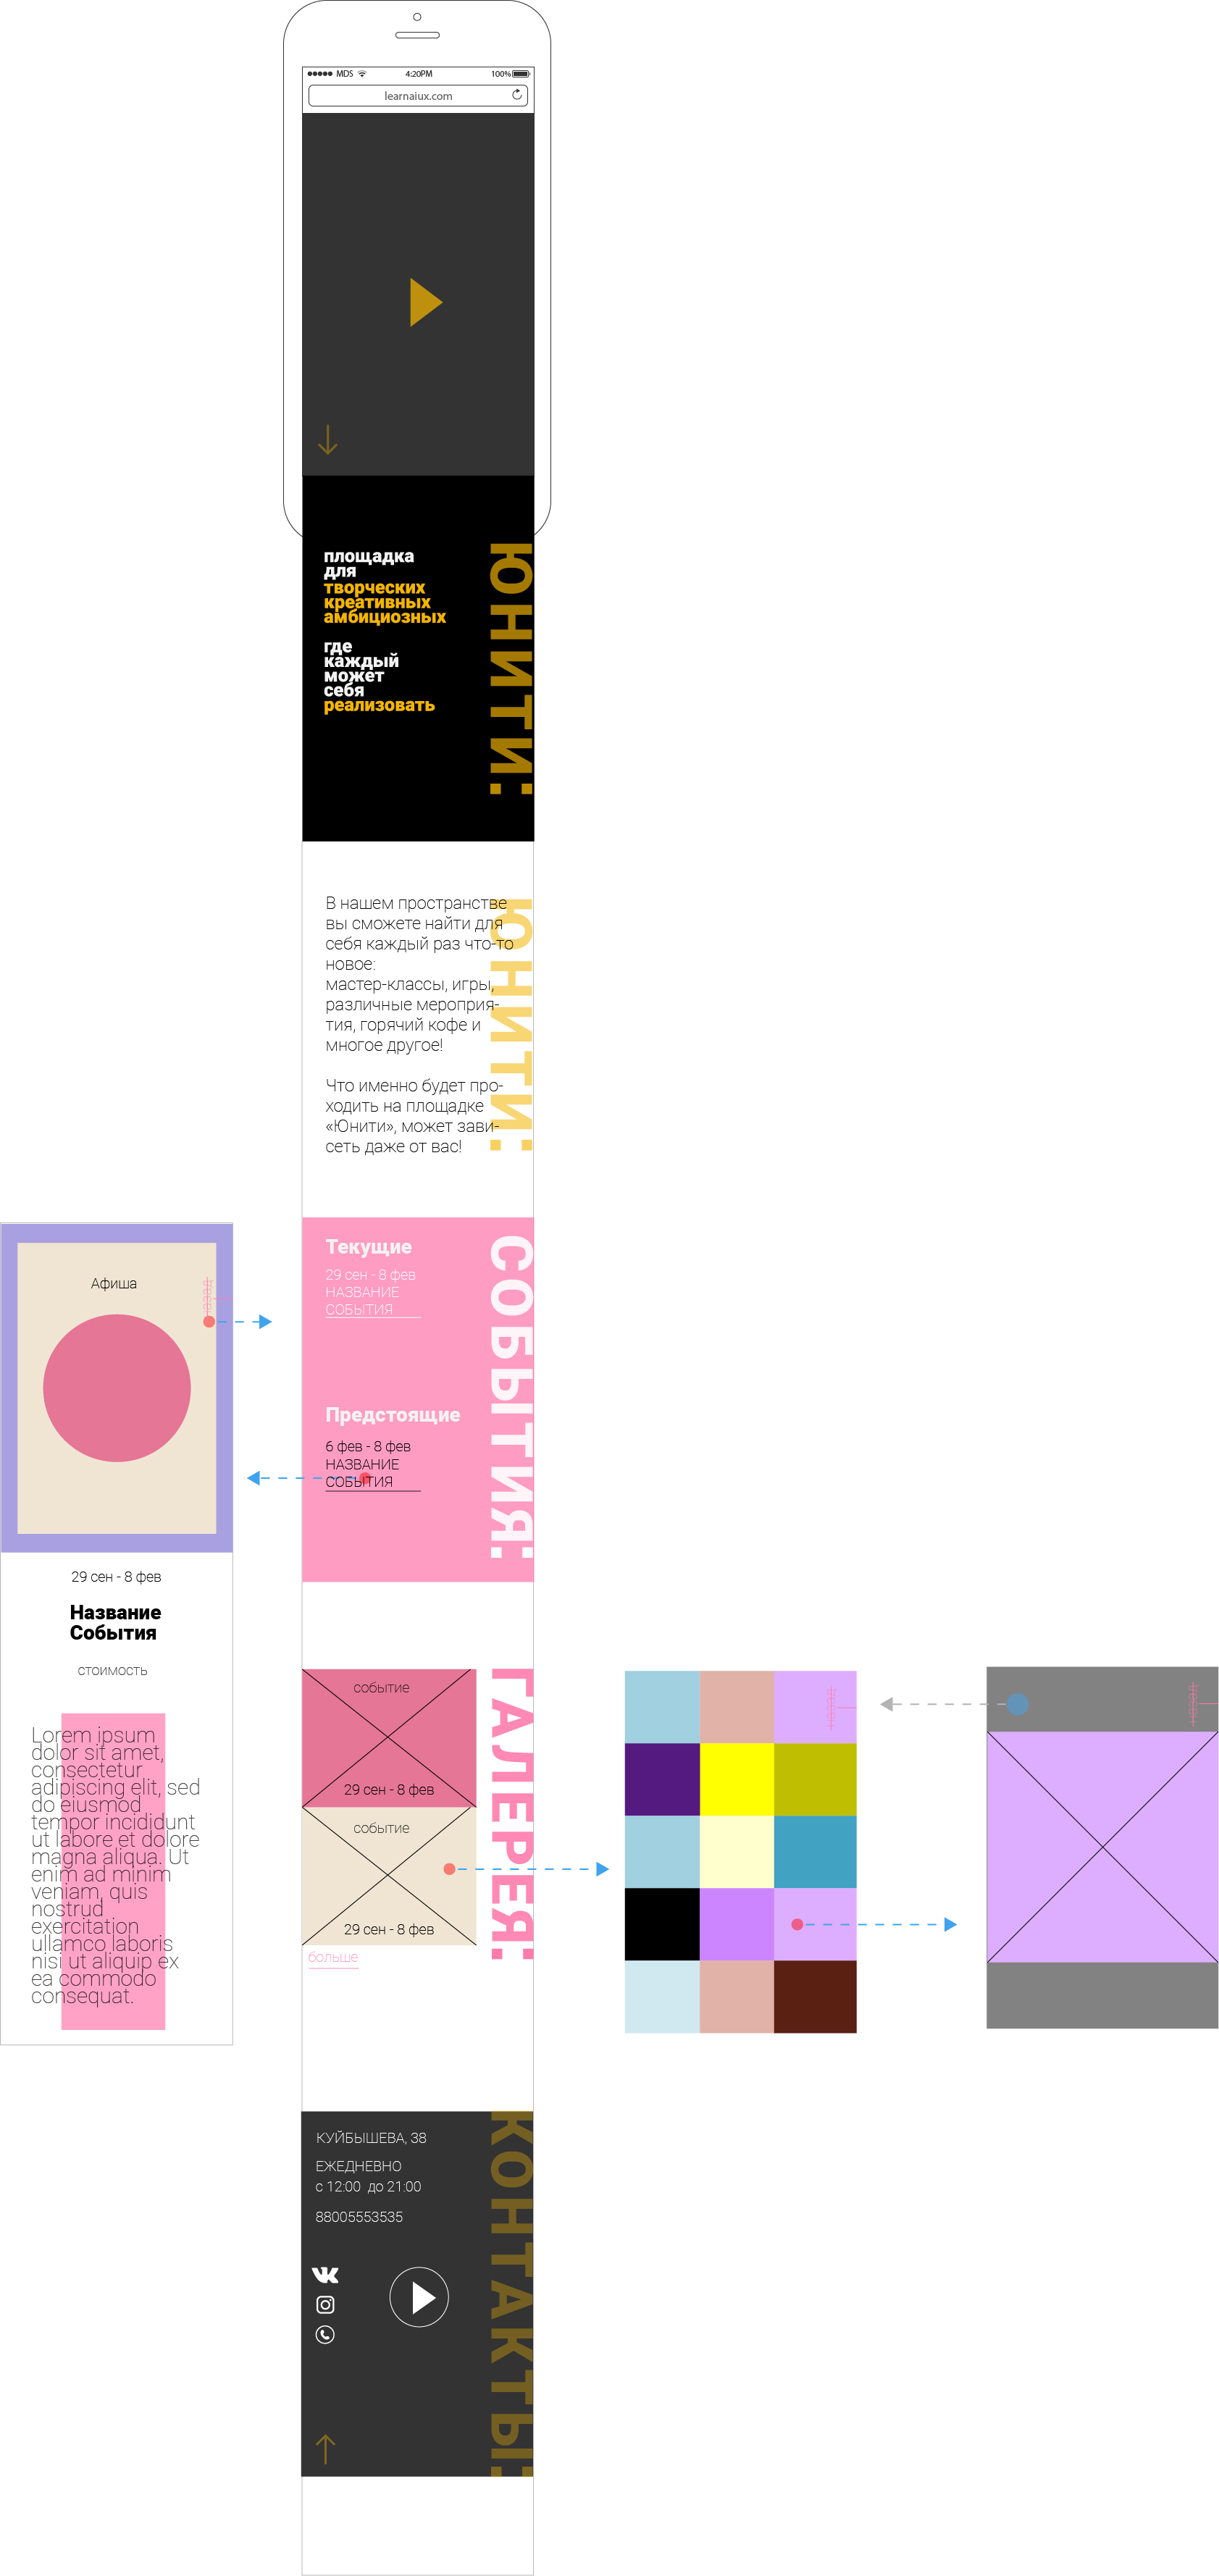 MDS
4:20PM
100%
learnaiux.com
площадка
для
творческих
креативных
амбициозных
где
каждый
может
себя
реализовать
ЮНИТИ:
В нашем пространстве
вы сможете найти для
себя каждый раз что-то
новое:
мастер-классы, игры,
различные мероприя-
тия, горячий кофе и
многое другое!
Что именно будет про-
ходить на площадке
«Юнити», может зави-
сеть даже от вас!
ЮНИТИ:
Афиша
29 сен - 8 фев
Название
События
стоимость
Lorem ipsum
dolor sit amet,
consectetur
adipiscing elit, sed
do eiusmod
tempor incididunt
ut labore et dolore
magna aliqua. Ut
enim ad minim
veniam, quis
nostrud
exercitation
ullamco laboris
nisi ut aliquip ex
ea commodo
consequat.
Текущие
29 сен - 8 фев
НАЗВАНИЕ
СОБЫТИЯ
Предстоящие
6 фев - 8 фев
НАЗВАНИЕ
СОБЫТИЯ
СОБЫТИЯ:
событие
29 сен - 8 фев
событие
29 сен - 8 фев
больше
ГАЛЕРЕЯ:
КУЙБЫШЕВА, 38
ЕЖЕДНЕВНО
с 12:00 до 21:00
88005553535
КОНТАКТЫ: